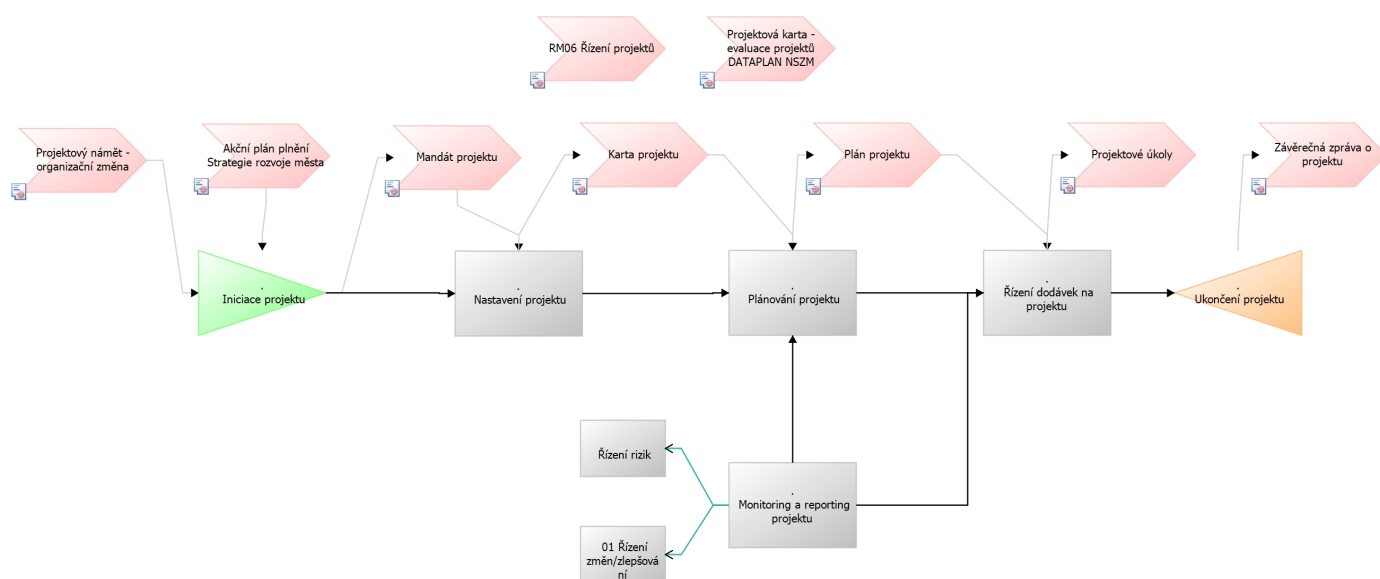 RM06 Řízení projektů
Projektová karta -
evaluace projektů
DATAPLAN NSZM
Projektový námět -
organizační změna
Akční plán plnění
Strategie rozvoje města
Mandát projektu
Karta projektu
Plán projektu
Projektové úkoly
Závěrečná zpráva o
projektu
.
Iniciace projektu
.
Nastavení projektu
.
Plánování projektu
.
Řízení dodávek na
projektu
.
Ukončení projektu
Řízení rizik
.
Monitoring a reporting
projektu
01 Řízení
změn/zlepšová
ní